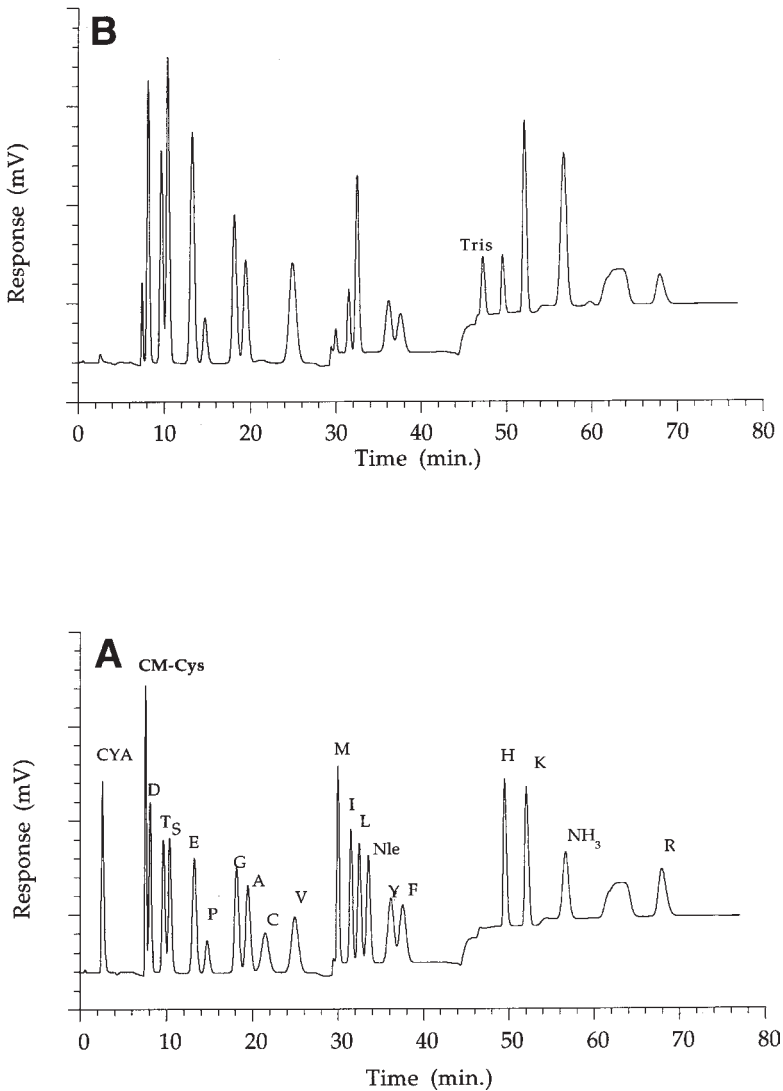 B
Response (mV)
Tris
0 10 20 30 40 50 60 70 80
Time (min.)
A
CM-Cys
CYA
D
T
S
E
P
G
A
C
V
M
I
L
Nle
Y
F
H
K
NH3
R
Response (mV)
0 10 20 30 40 50 60 70 80
Time (min.)